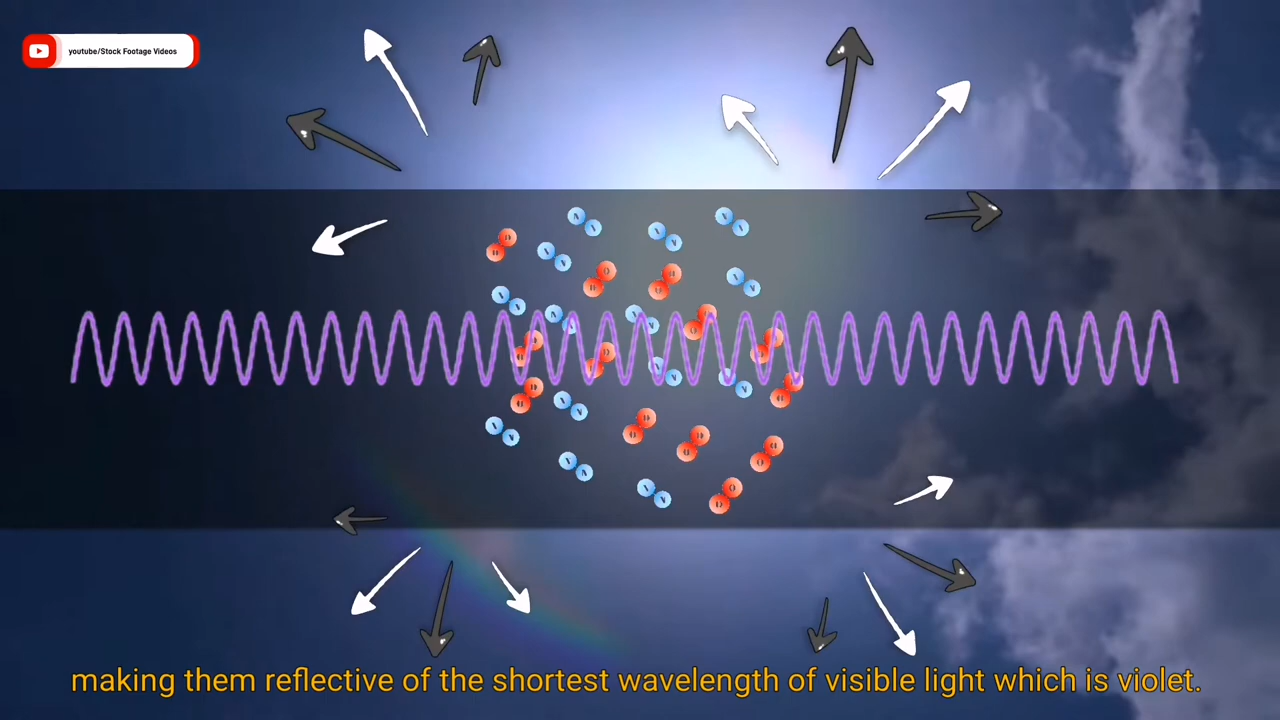 youtube/Stock Footage Videos
making them reflective of the shortest wavelength of visible light which is violet.